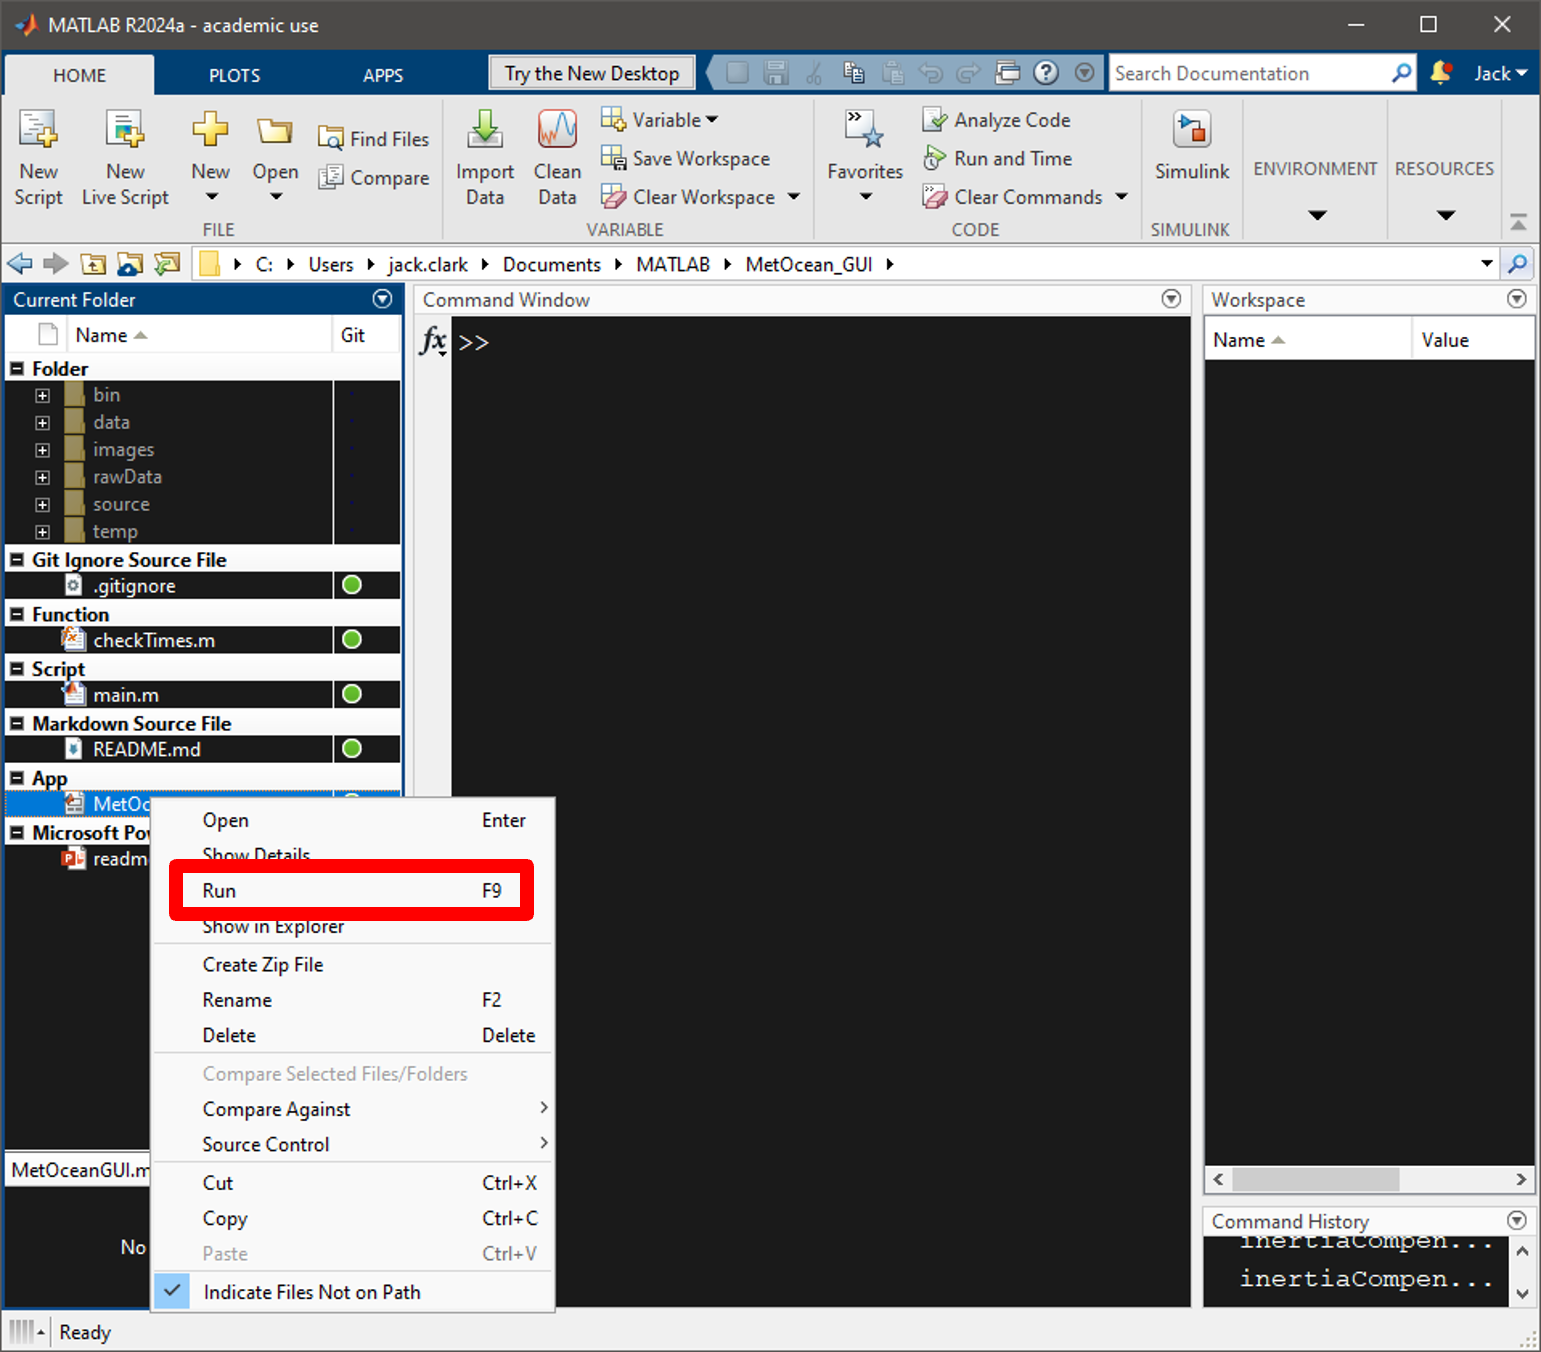 MATLAB R2024a - academic use
HOME
PLOTS
APPS
Try the New Desktop
Search Documentation
Jack
New Script
New Live Script
New
Open
Find Files
Compare
FILE
Import Data
Clean Data
Variable
Save Workspace
Clear Workspace
VARIABLE
Favorites
Analyze Code
Run and Time
Clear Commands
CODE
Simulink
SIMULINK
ENVIRONMENT
RESOURCES
C: Users jack.clark Documents MATLAB MetOcean_GUI
Current Folder
Name Git
Folder
bin
data
images
rawData
source
temp
Git Ignore Source File
.gitignore
Function
checkTimes.m
Script
main.m
Markdown Source File
README.md
App
MetOc
Microsoft Pow
readm
MetOceanGUI.m
No
Command Window
fx >>
Open Enter
Show Details
Run F9
Show in Explorer
Create Zip File
Rename F2
Delete Delete
Compare Selected Files/Folders
Compare Against
Source Control
Cut Ctrl+X
Copy Ctrl+C
Paste Ctrl+V
Indicate Files Not on Path
Workspace
Name Value
Command History
inertiaCompen...
inertiaCompen...
Ready